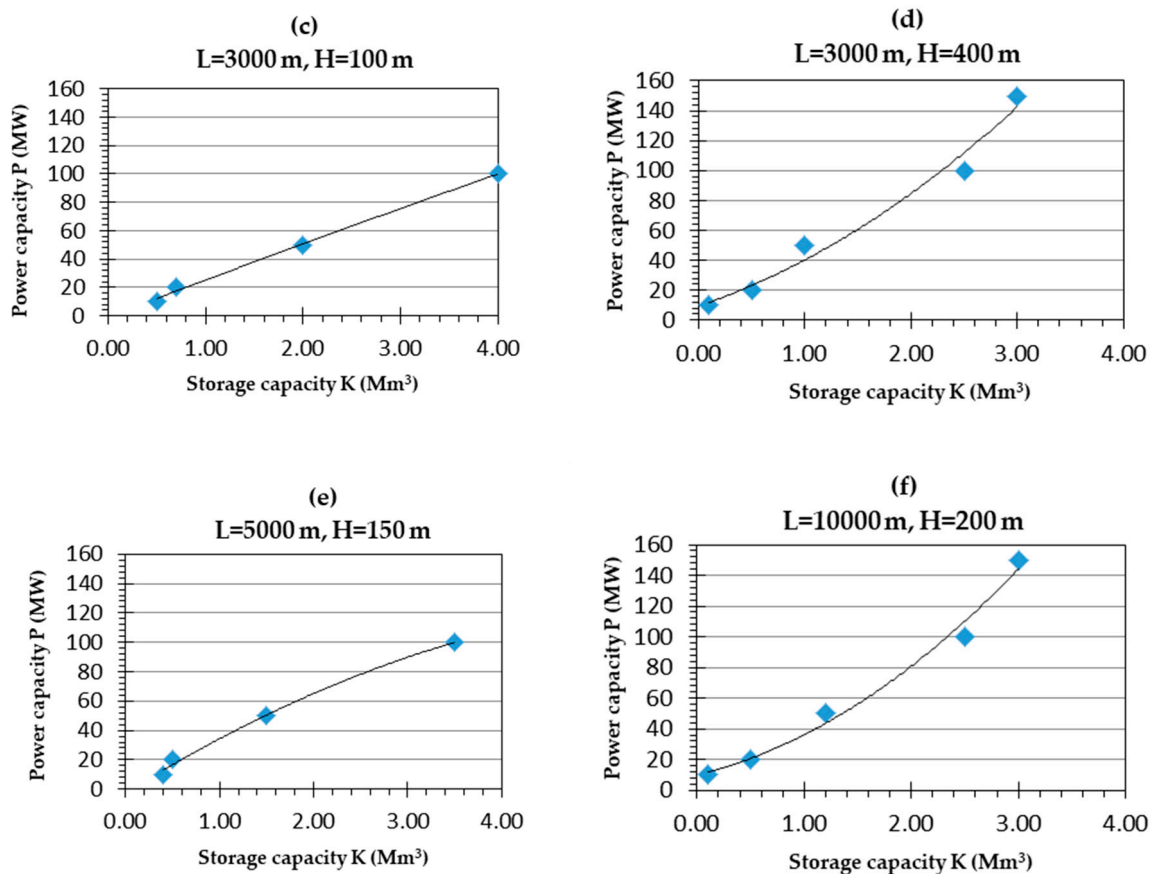 (c)
L=3000 m, H=100 m
Power capacity P (MW)
160
140
120
100
80
60
40
20
0
0.00 1.00 2.00 3.00 4.00
Storage capacity K (Mm³)
(d)
L=3000 m, H=400 m
Power capacity P (MW)
160
140
120
100
80
60
40
20
0
0.00 1.00 2.00 3.00 4.00
Storage capacity K (Mm³)
(e)
L=5000 m, H=150 m
Power capacity P (MW)
160
140
120
100
80
60
40
20
0
0.00 1.00 2.00 3.00 4.00
Storage capacity K (Mm³)
(f)
L=10000 m, H=200 m
Power capacity P (MW)
160
140
120
100
80
60
40
20
0
0.00 1.00 2.00 3.00 4.00
Storage capacity K (Mm³)